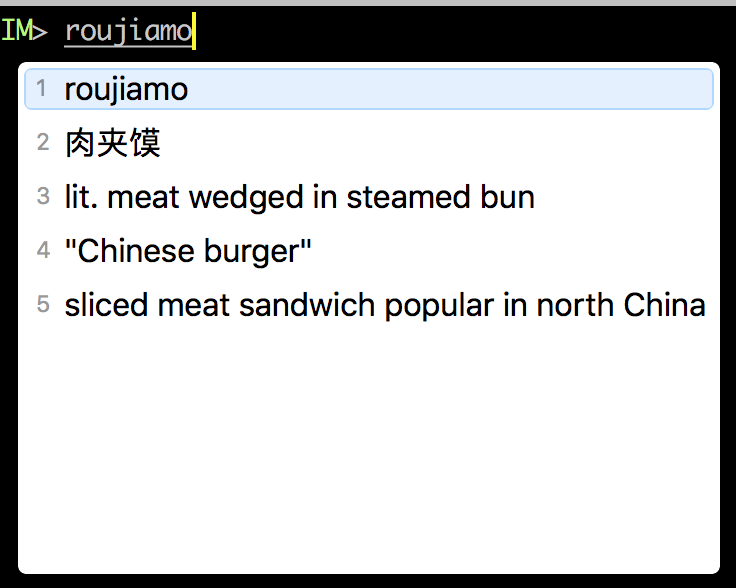 IM> roujiamo
1 roujiamo
2 肉夹馍
3 lit. meat wedged in steamed bun
4 "Chinese burger"
5 sliced meat sandwich popular in north China